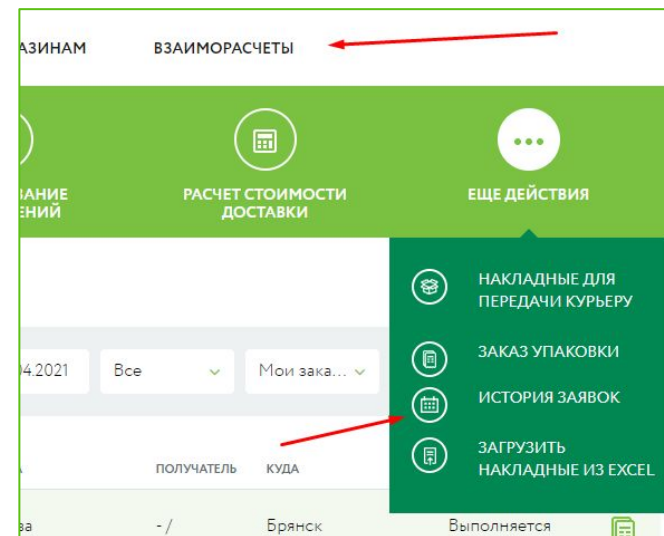 АЗИНАМ ВЗАИМОРАСЧЕТЫ
АНИЕ
ЕНИЙ
РАСЧЕТ СТОИМОСТИ
ДОСТАВКИ
ЕЩЕ ДЕЙСТВИЯ
НАКЛАДНЫЕ ДЛЯ
ПЕРЕДАЧИ КУРЬЕРУ
ЗАКАЗ УПАКОВКИ
ИСТОРИЯ ЗАЯВОК
ЗАГРУЗИТЬ
НАКЛАДНЫЕ ИЗ EXCEL
04.2021 Все Мои зака...
ПОЛУЧАТЕЛЬ КУДА
ва - / Брянск Выполняется